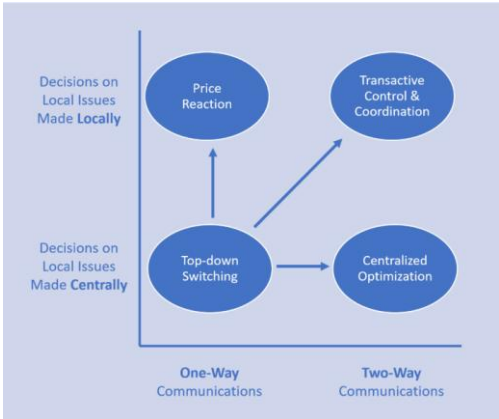 Decisions on
Local Issues
Made Locally
Price
Reaction
Transactive
Control &
Coordination
Decisions on
Local Issues
Made Centrally
Top-down
Switching
Centralized
Optimization
One-Way
Communications
Two-Way
Communications